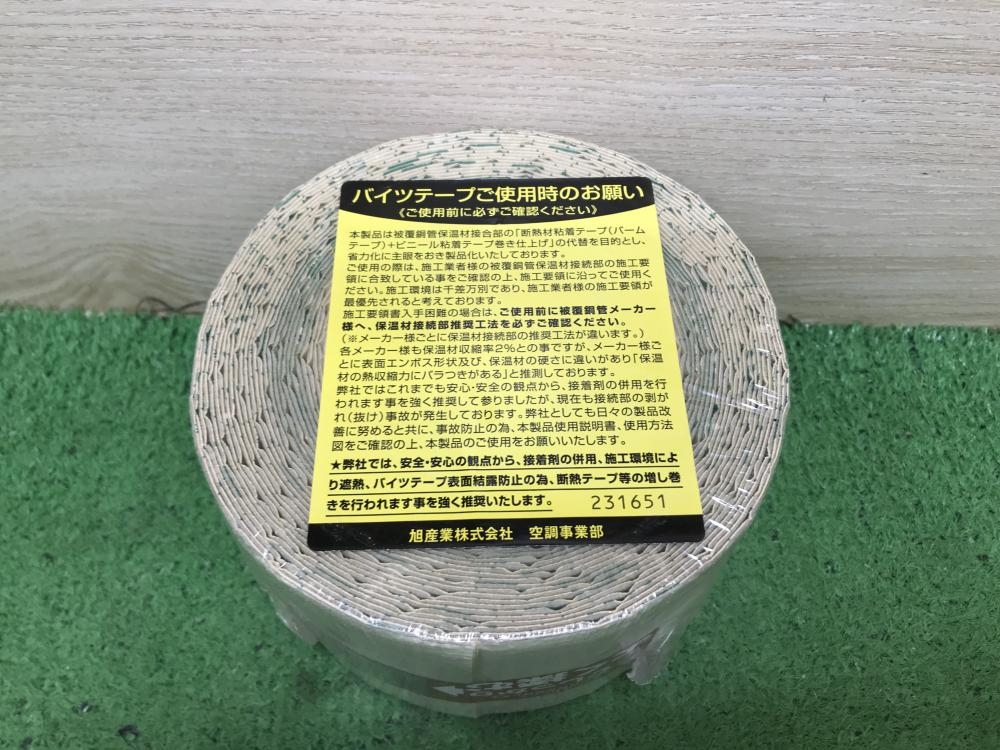 バイツテープご使用時のお願い
《ご使用前に必ずご確認ください》
本製品は被覆銅管保温材接合部の「断熱材粘着テープ(バーム
テープ)+ビニール粘着テープ巻き仕上げ」の代替を目的とし、
省力化に主眼をおき製品化いたしております。
ご使用の際は、施工業者様の被覆銅管保温材接続部の施工要
領に合致している事をご確認の上、施工要領に沿ってご使用く
ださい。施工環境は千差万別であり、施工業者様の施工要領が
最優先されると考えております。
施工要領書入手困難の場合は、ご使用前に被覆銅管メーカー
様へ、保温材接続部推奨工法を必ずご確認ください。
(※メーカー様ごとに保温材接続部の推奨工法が違います。)
各メーカー様も保温材収縮率2%との事ですが、メーカー様ご
とに表面エンボス形状及び、保温材の硬さに違いがあり「保温
材の熱収縮力にバラつきがある」と推測しております。
弊社ではこれまでも安心・安全の観点から、接着剤の併用を行
われます事を強く推奨して参りましたが、現在も接続部の剥が
れ(抜け)事故が発生しております。弊社としても日々の製品改
善に努めると共に、事故防止の為、本製品使用説明書、使用方法
図をご確認の上、本製品のご使用をお願いいたします。
★弊社では、安全・安心の観点から、接着剤の併用、施工環境によ
り遮熱、バイツテープ表面結露防止の為、断熱テープ等の増し巻
きを行われます事を強く推奨いたします。 231651
旭産業株式会社 空調事業部